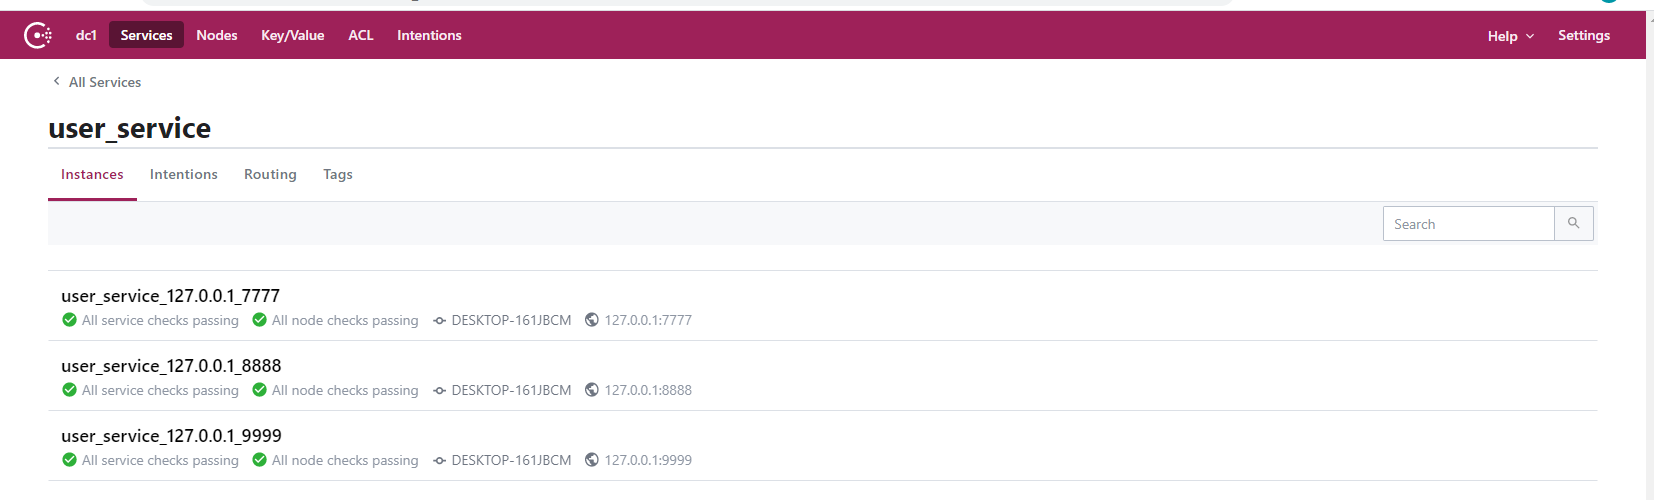 dc1 Services Nodes Key/Value ACL Intentions Help Settings
All Services
user_service
Instances Intentions Routing Tags
Search
user_service_127.0.0.1_7777
All service checks passing All node checks passing DESKTOP-161JBCM 127.0.0.1:7777
user_service_127.0.0.1_8888
All service checks passing All node checks passing DESKTOP-161JBCM 127.0.0.1:8888
user_service_127.0.0.1_9999
All service checks passing All node checks passing DESKTOP-161JBCM 127.0.0.1:9999